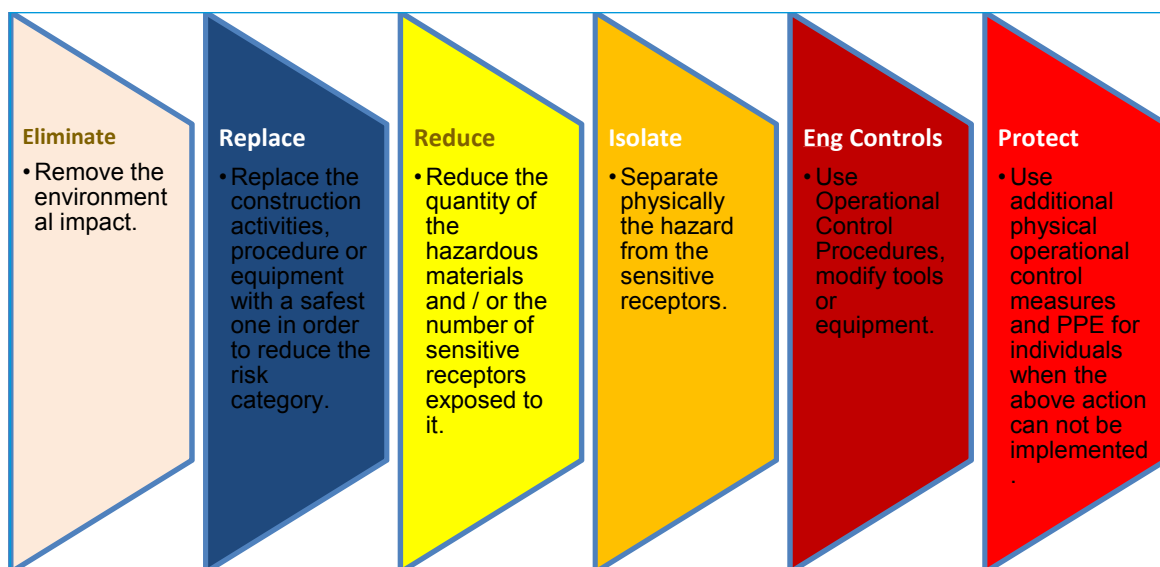 Eliminate
•Remove the
environment
al impact.
Replace
•Replace the
construction
activities,
procedure or
equipment
with a safest
one in order
to reduce the
risk
category.
Reduce
•Reduce the
quantity of
the
hazardous
materials
and / or the
number of
sensitive
receptors
exposed to
it.
Isolate
•Separate
physically
the hazard
from the
sensitive
receptors.
Eng Controls
•Use
Operational
Control
Procedures,
modify tools
or
equipment.
Protect
•Use
additional
physical
operational
control
measures
and PPE for
individuals
when the
above action
can not be
implemented
.